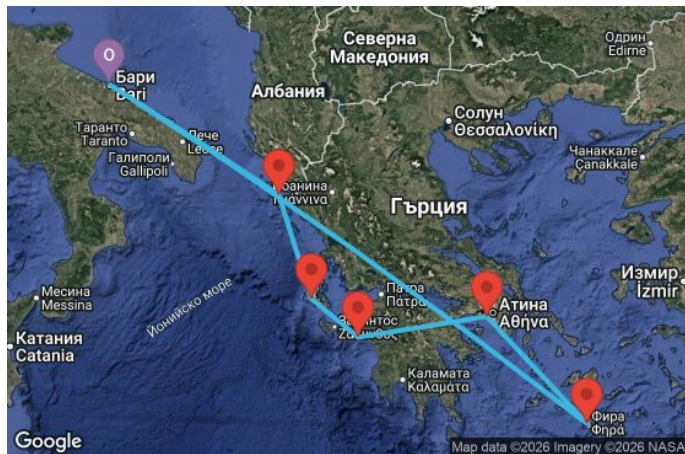 Одрин
Edirne
Северна
Македония
O
Бари
Bari
Албания
Солун
Θεσσαλονίκη
Таранто
Taranto
Лече
Lecce
Галиполи
Gallipoli
Чанаккале
Çanakkale
Ιωάννινα
Гърция
Измир
İzmir
Месина
Messina
Йонийско море
Патра
Πάτρα
Атина
Αθήνα
Катания
Catania
Каламата
Καλαμάτα
Фира
Φηρά
Google
Map data ©2026 Imagery ©2026 NASA